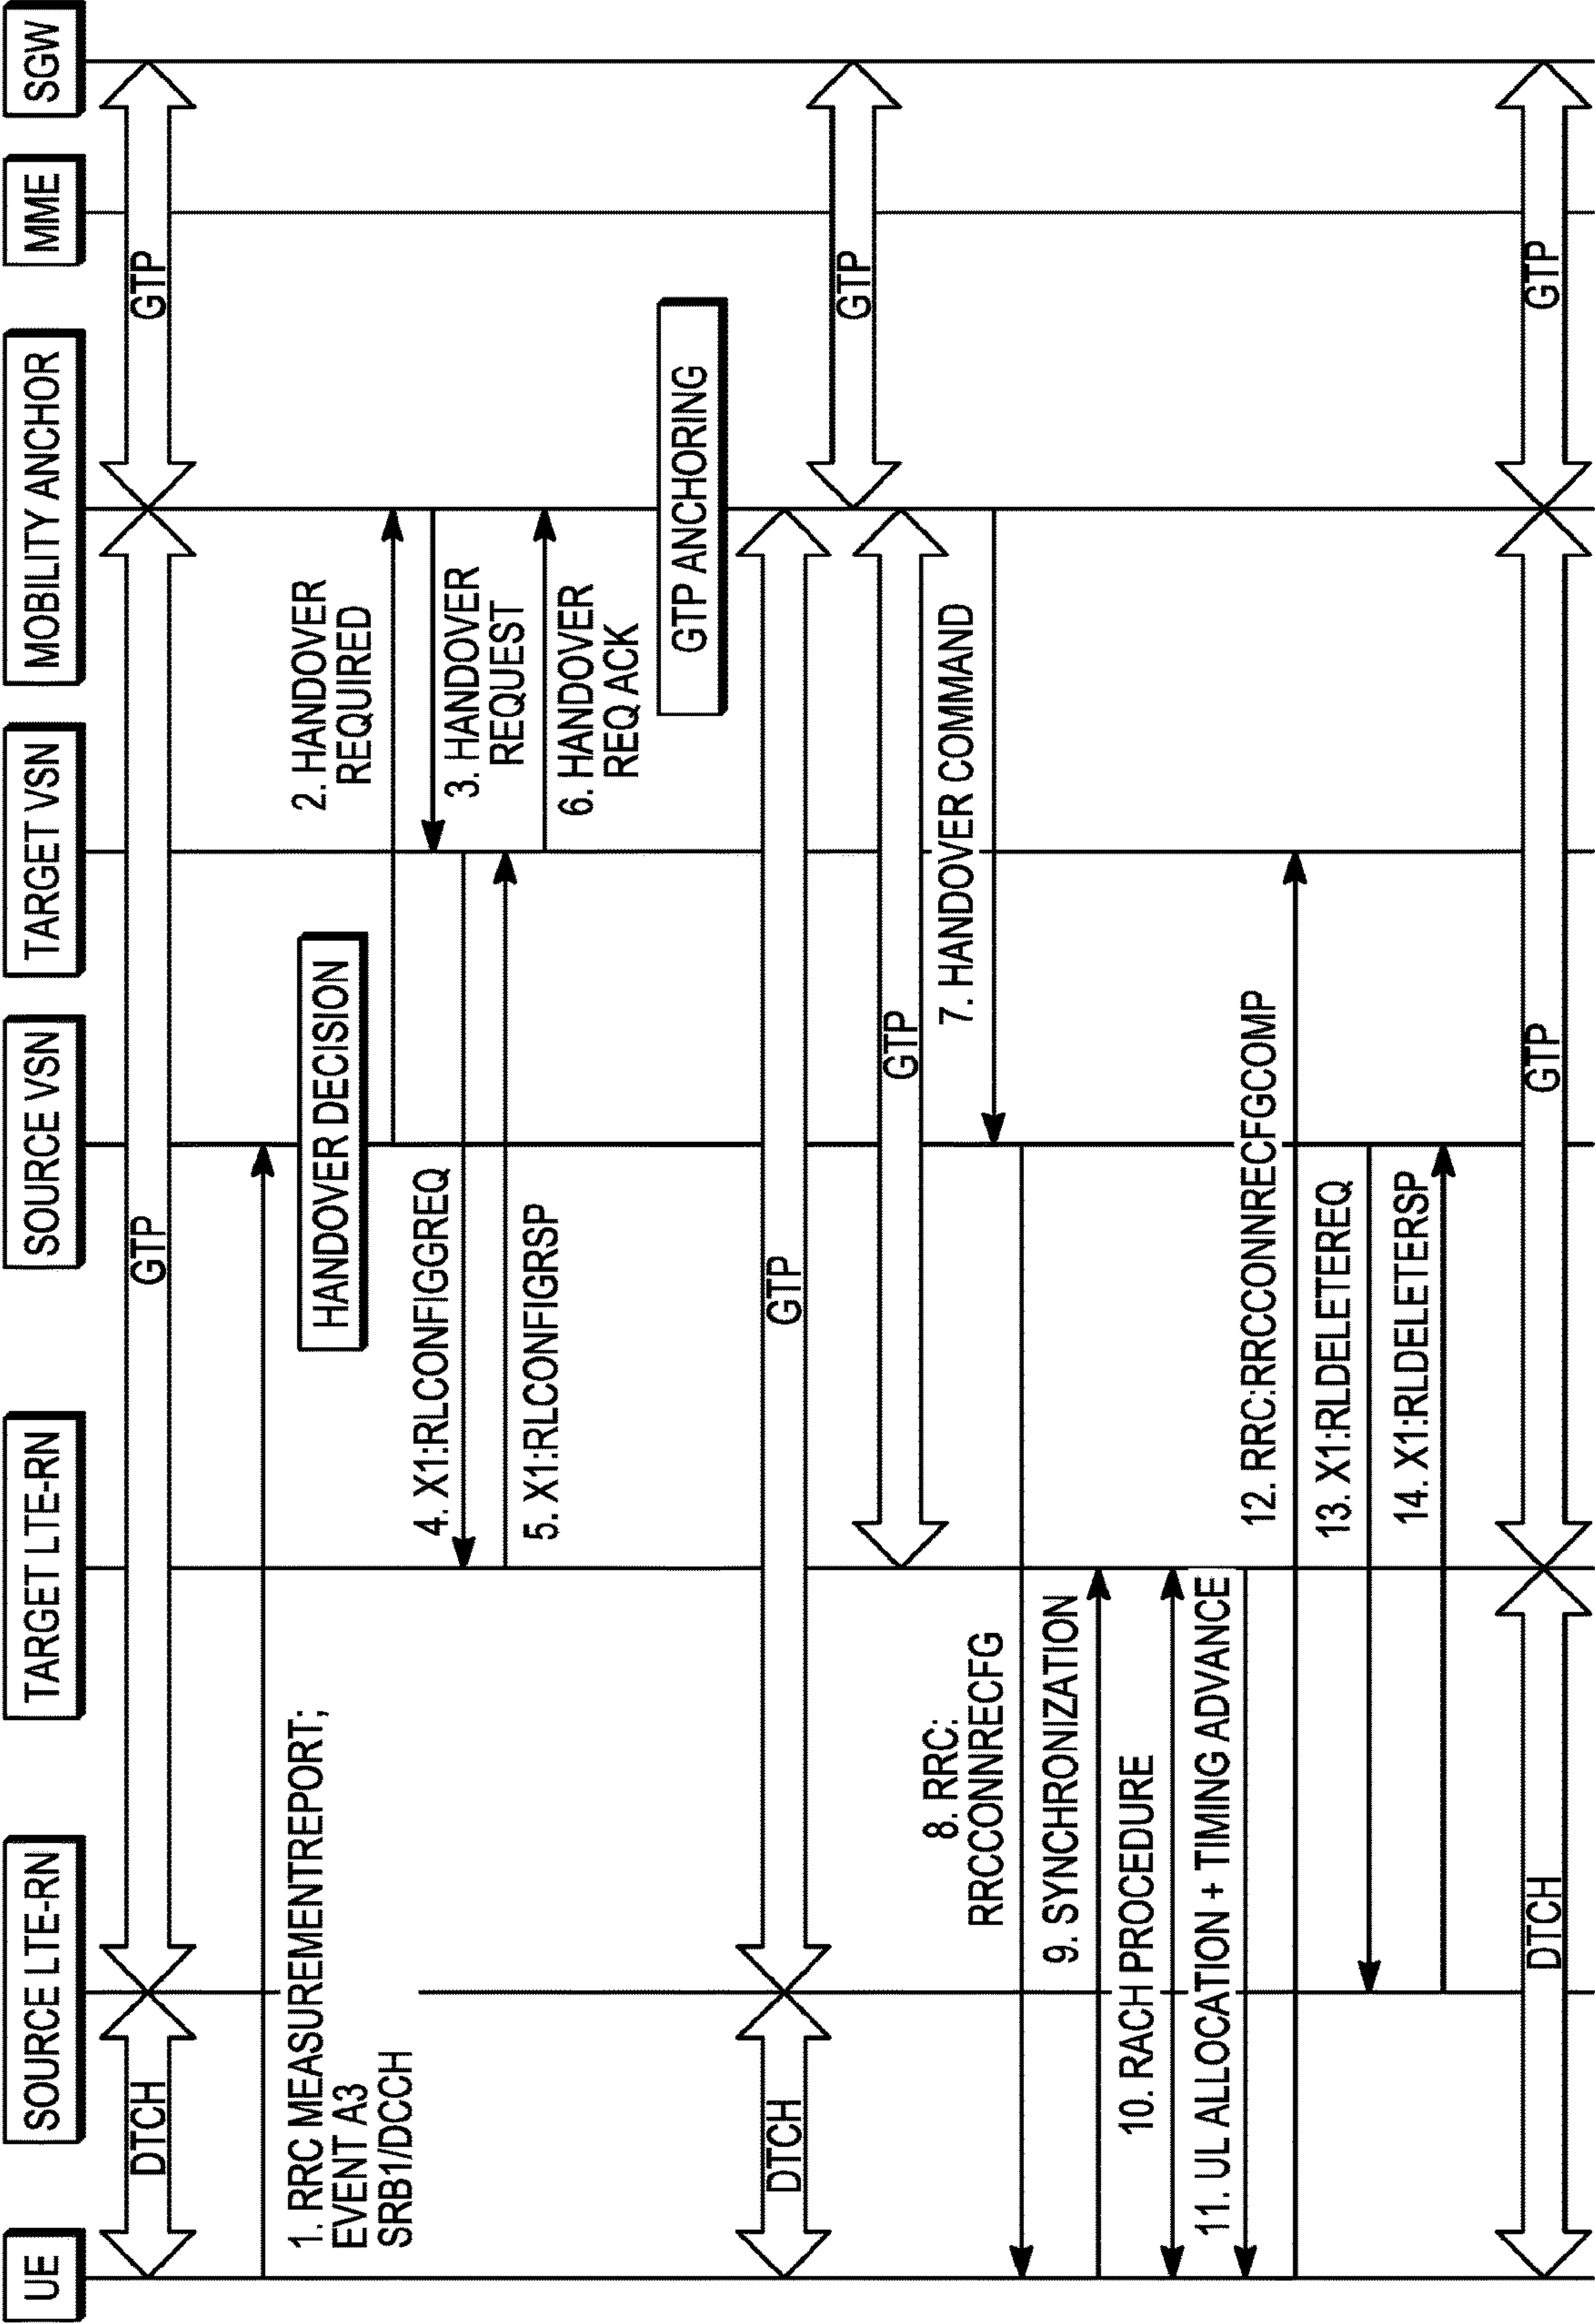 UE
SOURCE LTE-RN
TARGET LTE-RN
SOURCE VSN
TARGET VSN
MOBILITY ANCHOR
MME
SGW
DTCH
GTP
GTP
1. RRC MEASUREMENTREPORT;
EVENT A3
SRB1/DCCH
HANDOVER DECISION
2. HANDOVER
REQUIRED
3. HANDOVER
REQUEST
4. X1:RLCONFIGGREQ
5. X1:RLCONFIGRSP
6. HANDOVER
REQ ACK
GTP ANCHORING
DTCH
GTP
GTP
GTP
7. HANDOVER COMMAND
8. RRC:
RRCCONNRECFG
9. SYNCHRONIZATION
10. RACH PROCEDURE
11. UL ALLOCATION + TIMING ADVANCE
12. RRC:RRCCONNRECFGCOMP
13. X1:RLDELETEREQ
14. X1:RLDELETERSP
DTCH
GTP
GTP